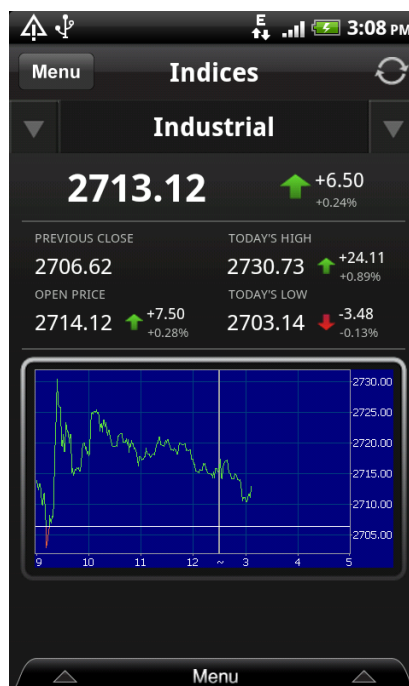 E
3:08 PM
Menu
Indices
Industrial
2713.12
+6.50
+0.24%
PREVIOUS CLOSE
TODAY'S HIGH
2706.62
2730.73
+24.11
+0.89%
OPEN PRICE
TODAY'S LOW
2714.12
+7.50
+0.28%
2703.14
-3.48
-0.13%
2730.00
2725.00
2720.00
2715.00
2710.00
2705.00
9 10 11 12 ~ 3 4 5
Menu